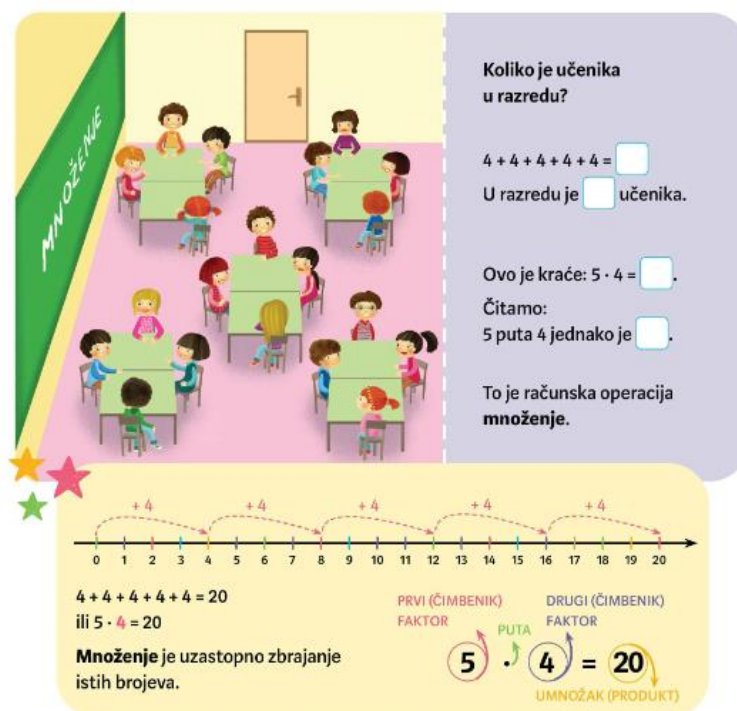 MNOŽENJE
Koliko je učenika
u razredu?
4 + 4 + 4 + 4 + 4 =
U razredu je učenika.
Ovo je kraće: 5 · 4 = .
Čitamo:
5 puta 4 jednako je .
To je računska operacija
množenje.
+ 4 + 4 + 4 + 4 + 4
0 1 2 3 4 5 6 7 8 9 10 11 12 13 14 15 16 17 18 19 20
4 + 4 + 4 + 4 + 4 = 20
ili 5 · 4 = 20
Množenje je uzastopno zbrajanje
istih brojeva.
PRVI (ČIMBENIK)
FAKTOR
PUTA
DRUGI (ČIMBENIK)
FAKTOR
5 · 4 = 20
UMNOŽAK (PRODUKT)